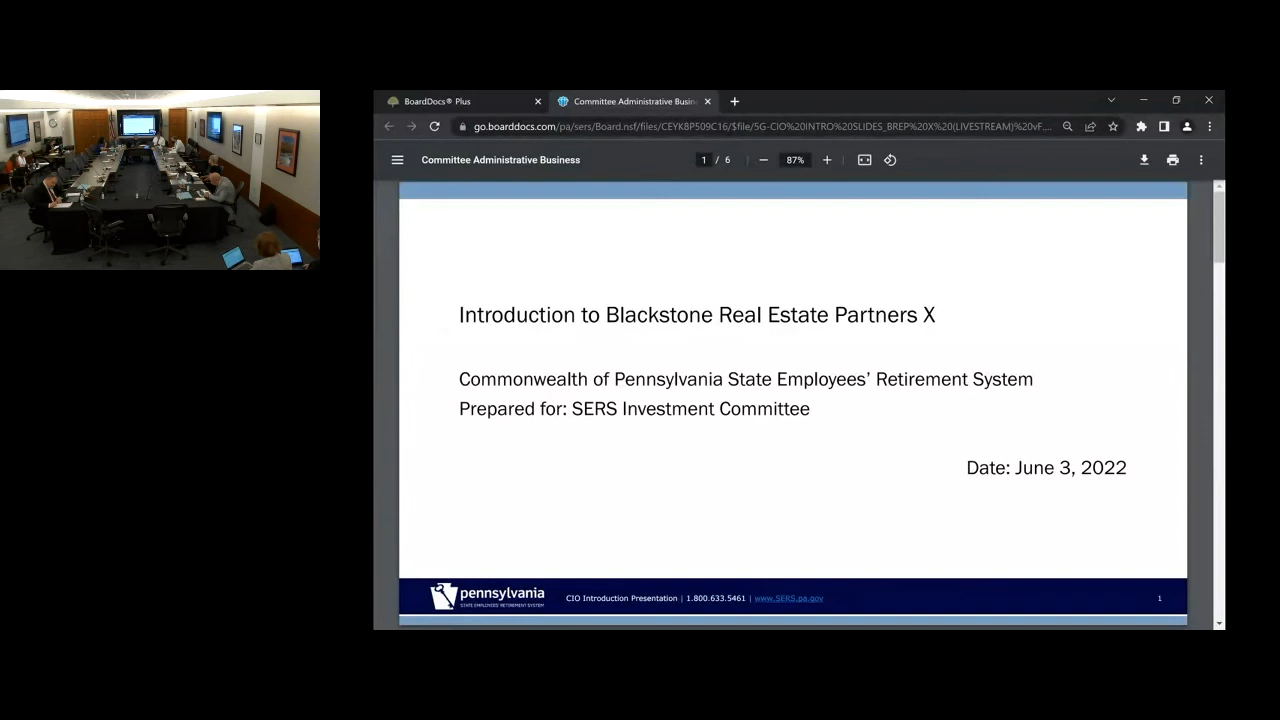 BoardDocs® Plus
Committee Administrative Busin
go.boarddocs.com/pa/sers/Board.nsf/files/CEYK8P509C16/$file/5G-CIO%20INTRO%20SLIDES_BREP%20X%20(LIVESTREAM)%20vF....
Committee Administrative Business
1 / 6
87%
Introduction to Blackstone Real Estate Partners X
Commonwealth of Pennsylvania State Employees’ Retirement System
Prepared for: SERS Investment Committee
Date: June 3, 2022
pennsylvania
STATE EMPLOYEES' RETIREMENT SYSTEM
CIO Introduction Presentation | 1.800.633.5461 | www.SERS.pa.gov
1